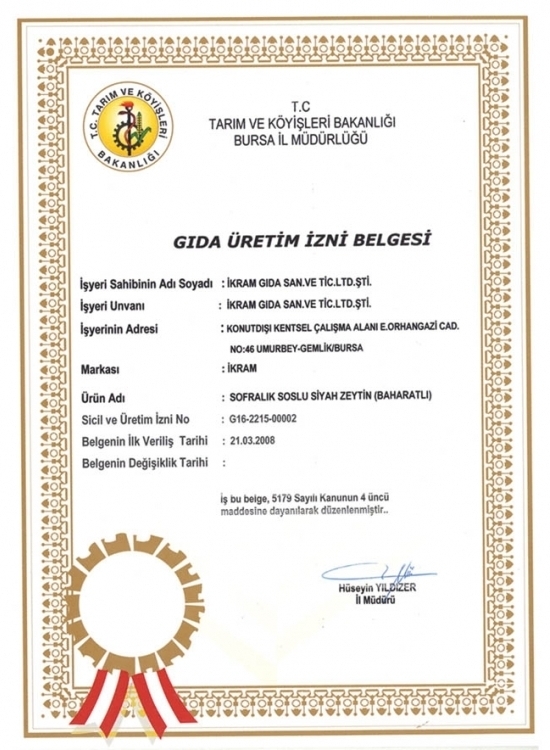 T.C. TARIM VE KÖYİŞLERİ
BAKANLIĞI
T.C
TARIM VE KÖYİŞLERİ BAKANLIĞI
BURSA İL MÜDÜRLÜĞÜ
GIDA ÜRETİM İZNİ BELGESİ
İşyeri Sahibinin Adı Soyadı : İKRAM GIDA SAN.VE TİC.LTD.ŞTİ.
İşyeri Unvanı : İKRAM GIDA SAN.VE TİC.LTD.ŞTİ.
İşyerinin Adresi : KONUTDIŞI KENTSEL ÇALIŞMA ALANI E.ORHANGAZİ CAD.
NO:46 UMURBEY-GEMLİK/BURSA
Markası : İKRAM
Ürün Adı : SOFRALIK SOSLU SİYAH ZEYTİN (BAHARATLI)
Sicil ve Üretim İzni No : G16-2215-00002
Belgenin İlk Veriliş Tarihi : 21.03.2008
Belgenin Değişiklik Tarihi :
İş bu belge, 5179 Sayılı Kanunun 4 üncü
maddesine dayanılarak düzenlenmiştir..
Hüseyin YILDIZER
İl Müdürü